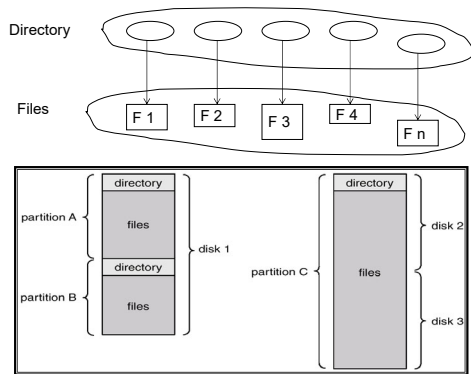 Directory
Files
F 1
F 2
F 3
F 4
F n
directory
partition A
files
disk 1
directory
partition B
files
directory
disk 2
partition C
files
disk 3